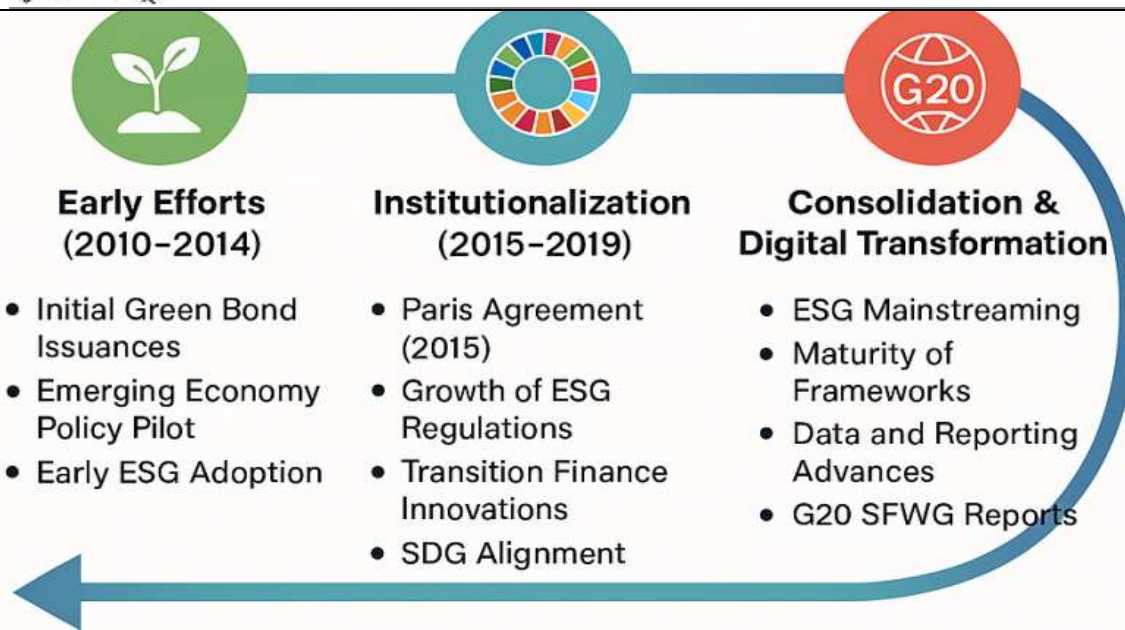 G20
Early Efforts
(2010–2014)
• Initial Green Bond
Issuances
• Emerging Economy
Policy Pilot
• Early ESG Adoption
Institutionalization
(2015–2019)
• Paris Agreement
(2015)
• Growth of ESG
Regulations
• Transition Finance
Innovations
• SDG Alignment
Consolidation &
Digital Transformation
• ESG Mainstreaming
• Maturity of
Frameworks
• Data and Reporting
Advances
• G20 SFWG Reports